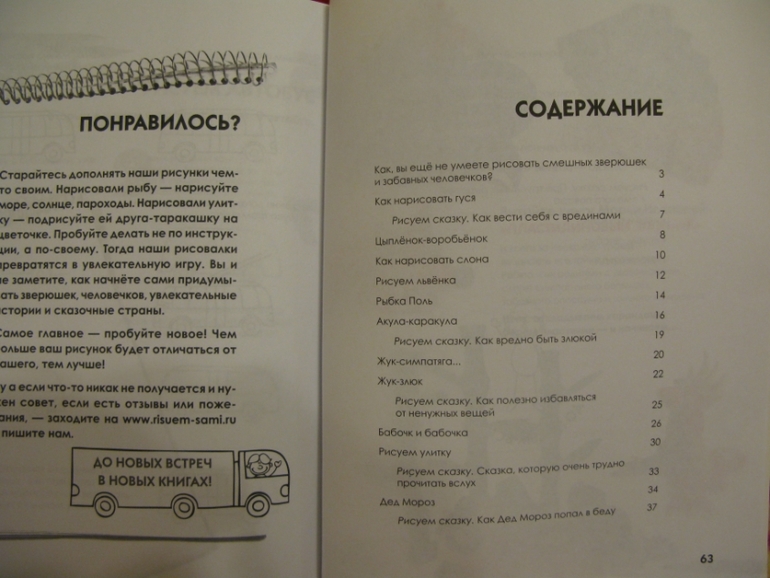 ПОНРАВИЛОСЬ?
Старайтесь дополнять наши рисунки чем-
то своим. Нарисовали рыбу — нарисуйте
море, солнце, пароходы. Нарисовали улит-
ку — подрисуйте ей друга-таракашку на
цветочке. Пробуйте делать не по инструк-
ции, а по-своему. Тогда наши рисовалки
превратятся в увлекательную игру. Вы и
не заметите, как начнёте сами придумы-
вать зверюшек, человечков, увлекательные
истории и сказочные страны.
Самое главное — пробуйте новое! Чем
больше ваш рисунок будет отличаться от
нашего, тем лучше!
Ну а если что-то никак не получается и ну-
жен совет, если есть отзывы или поже-
лания, — заходите на www.risuem-sami.ru
и пишите нам.
ДО НОВЫХ ВСТРЕЧ
В НОВЫХ КНИГАХ!
СОДЕРЖАНИЕ
Как, вы ещё не умеете рисовать смешных зверюшек
и забавных человечков? 3
Как нарисовать гуся 4
Рисуем сказку. Как вести себя с врединами 7
Цыплёнок-воробьёнок 8
Как нарисовать слона 10
Рисуем львёнка 12
Рыбка Поль 14
Акула-каракула 16
Рисуем сказку. Как вредно быть злюкой 19
Жук-симпатяга... 20
Жук-злюк 22
Рисуем сказку. Как полезно избавляться
от ненужных вещей 25
Бабочк и бабочка 26
Рисуем улитку 30
Рисуем сказку. Сказка, которую очень трудно
прочитать вслух 33
Дед Мороз 34
Рисуем сказку. Как Дед Мороз попал в беду 37
63